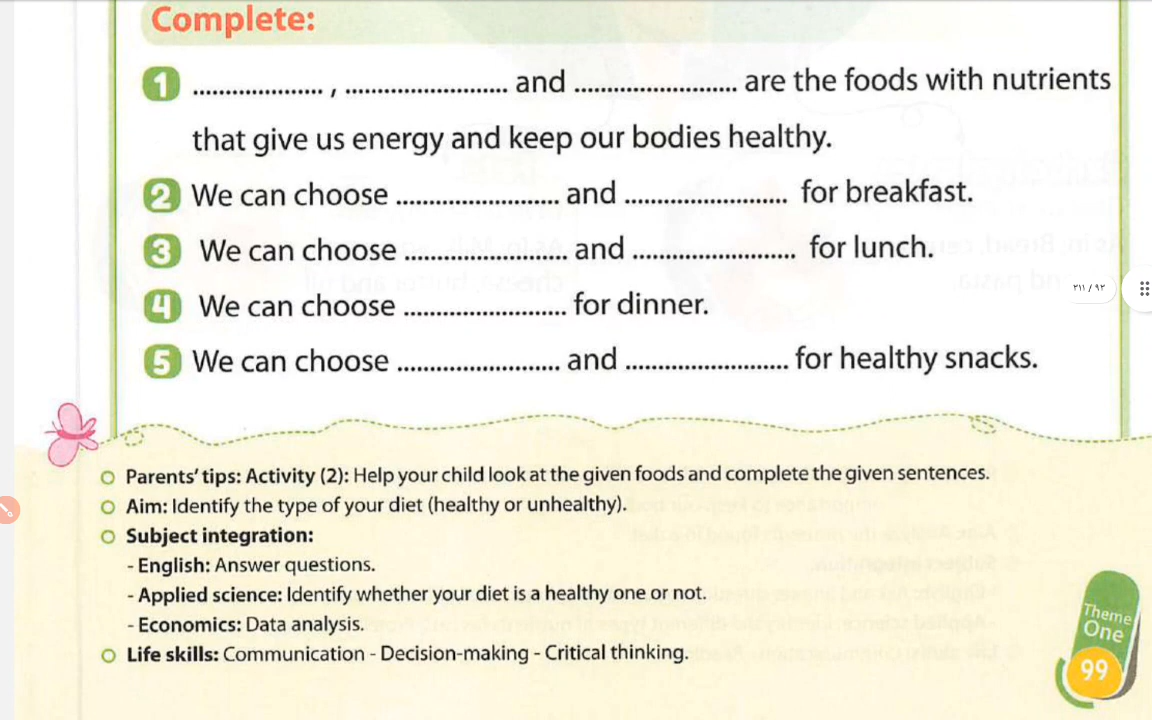 Complete:
1 ...................... , ............................ and ............................ are the foods with nutrients
that give us energy and keep our bodies healthy.
2 We can choose ............................ and ............................ for breakfast.
3 We can choose ............................ and ............................ for lunch.
4 We can choose ............................ for dinner.
5 We can choose ............................ and ............................ for healthy snacks.
٢١١ / ٩٢
Parents' tips: Activity (2): Help your child look at the given foods and complete the given sentences.
Aim: Identify the type of your diet (healthy or unhealthy).
Subject integration:
- English: Answer questions.
- Applied science: Identify whether your diet is a healthy one or not.
- Economics: Data analysis.
Life skills: Communication - Decision-making - Critical thinking.
Theme
One
99